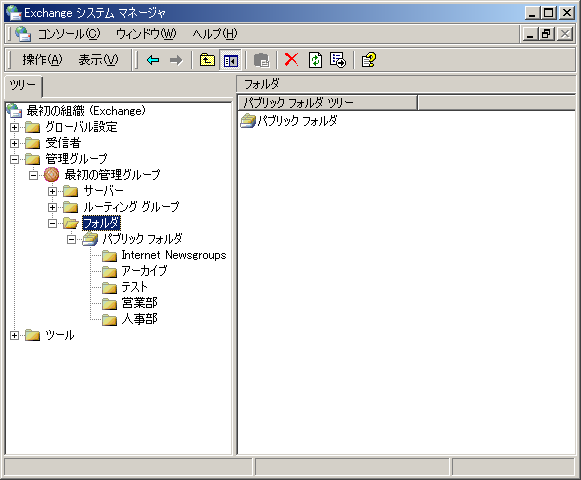 Exchange システム マネージャ
コンソール(C) ウィンドウ(W) ヘルプ(H)
操作(A) 表示(V)
ツリー
フォルダ
最初の組織 (Exchange)
グローバル設定
受信者
管理グループ
最初の管理グループ
サーバー
ルーティング グループ
フォルダ
パブリック フォルダ
Internet Newsgroups
アーカイブ
テスト
営業部
人事部
ツール
パブリック フォルダ ツリー
パブリック フォルダ